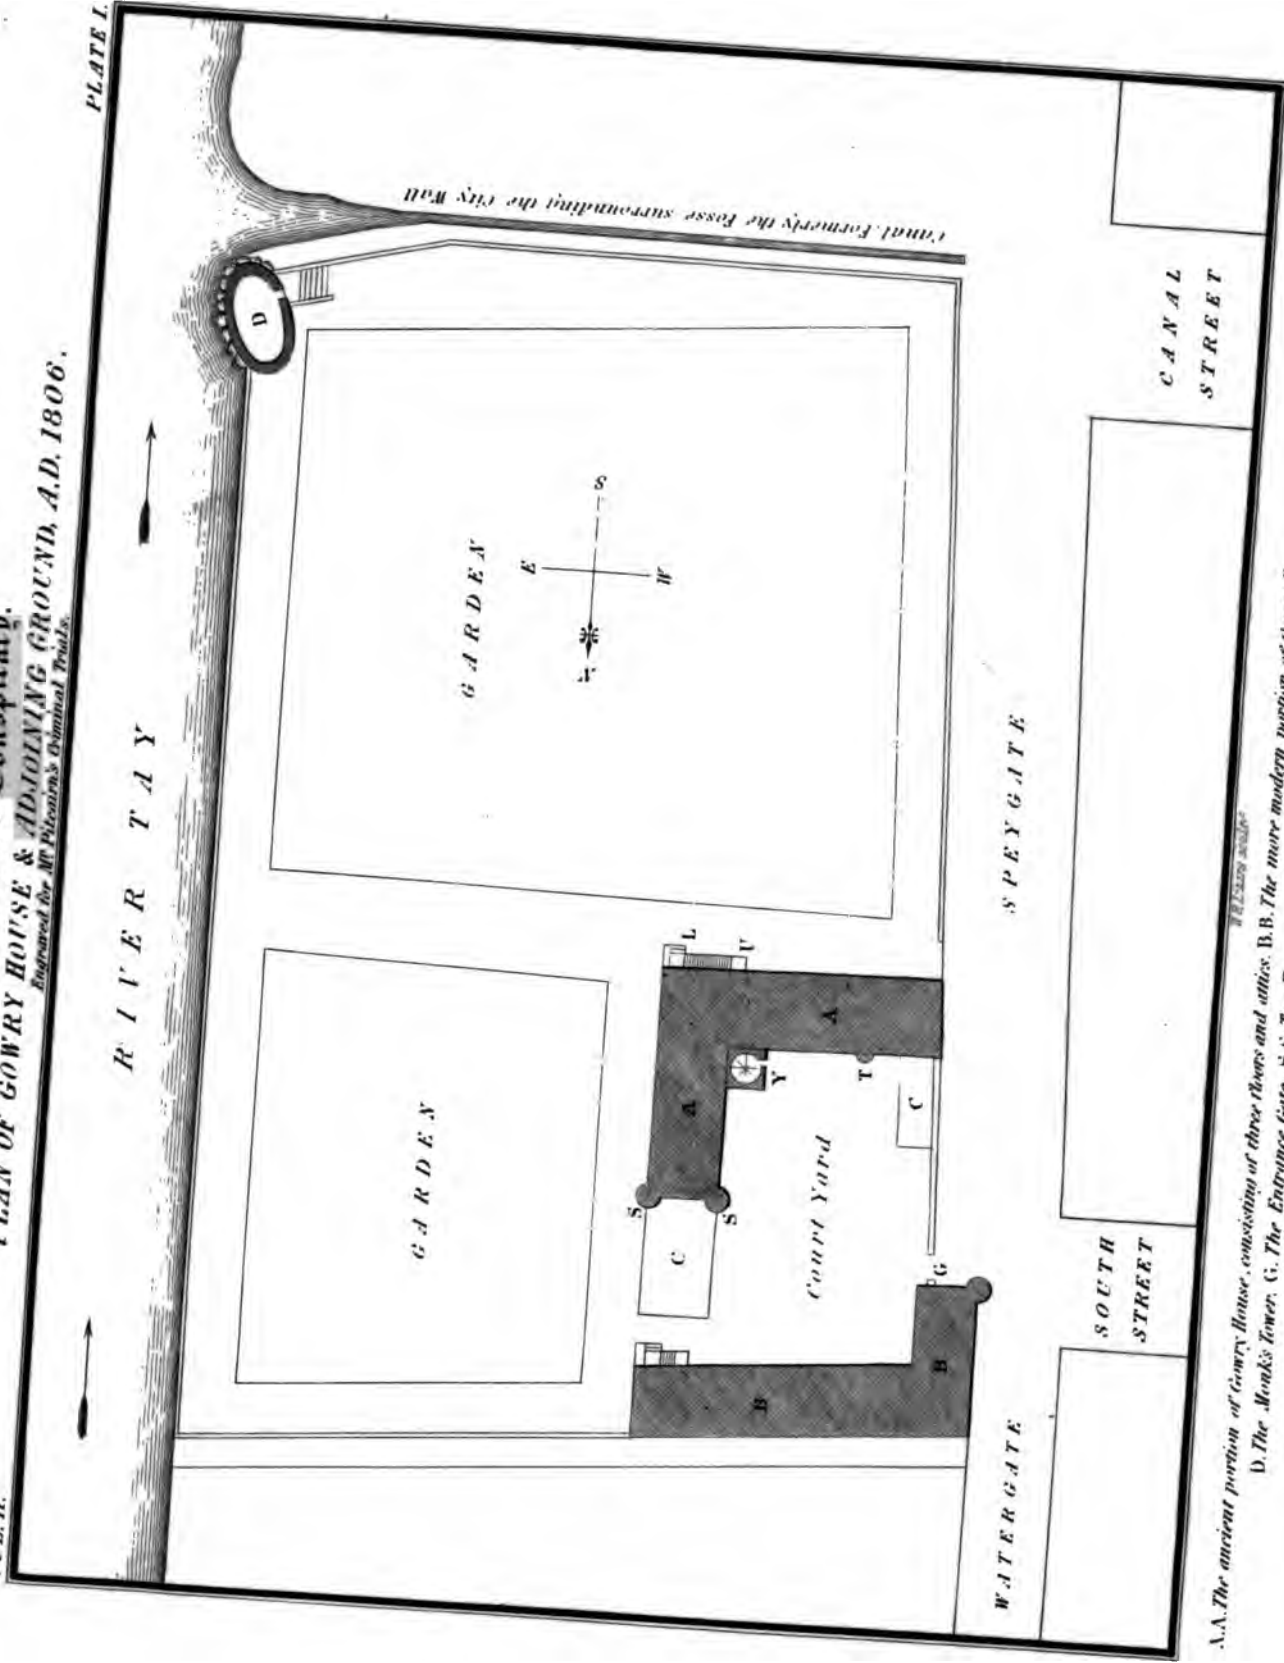 PLATE I.
PLAN OF GOWRY HOUSE & ADJOINING GROUND, A.D. 1806.
Engraved for Mr Pitcairn's Criminal Trials.
RIVER TAY
D
Canal. Formerly the Fosse surrounding the City Wall
GARDEN
E
N
S
W
GARDEN
L
U
A
A
Y
T
C
S
S
C
Court Yard
G
B
B
SPEYGATE
CANAL
STREET
SOUTH
STREET
WATERGATE
A.A. The ancient portion of Gowry House, consisting of three floors and attics. B.B. The more modern portion of
D. The Monk's Tower. G. The Entrance Gate.